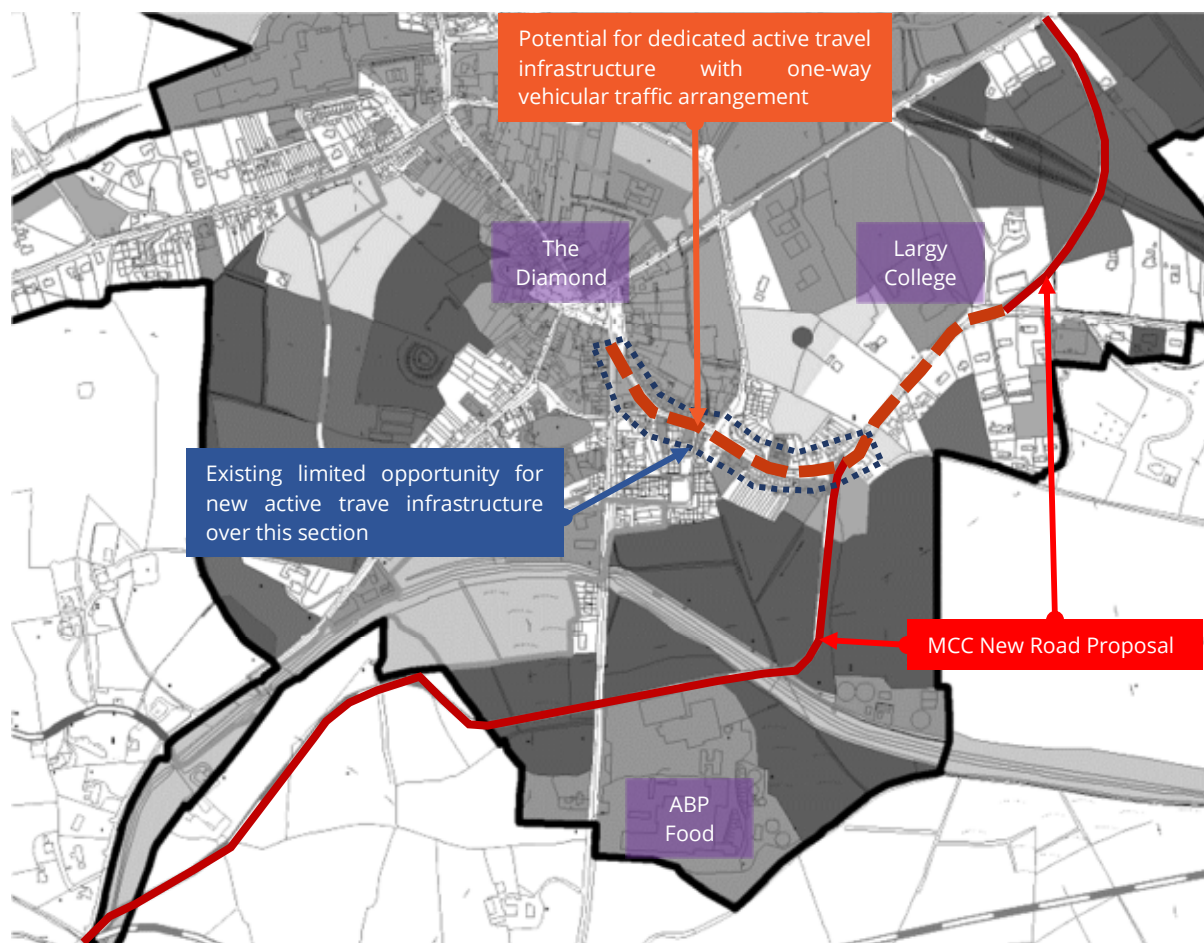 Potential for dedicated active travel
infrastructure with one-way
vehicular traffic arrangement
The
Diamond
Largy
College
Existing limited opportunity for
new active trave infrastructure
over this section
MCC New Road Proposal
ABP
Food